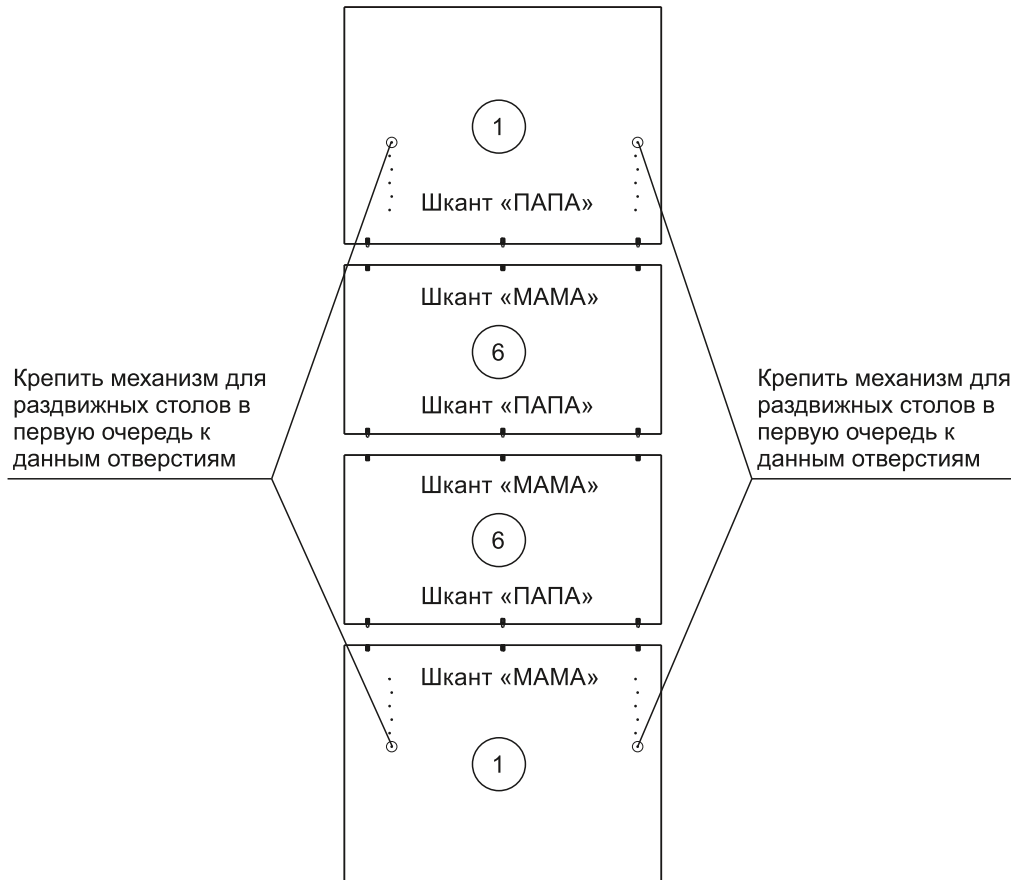 1
Шкант «ПАПА»
Шкант «МАМА»
6
Шкант «ПАПА»
Крепить механизм для
раздвижных столов в
первую очередь к
данным отверстиям
Крепить механизм для
раздвижных столов в
первую очередь к
данным отверстиям
Шкант «МАМА»
6
Шкант «ПАПА»
Шкант «МАМА»
1